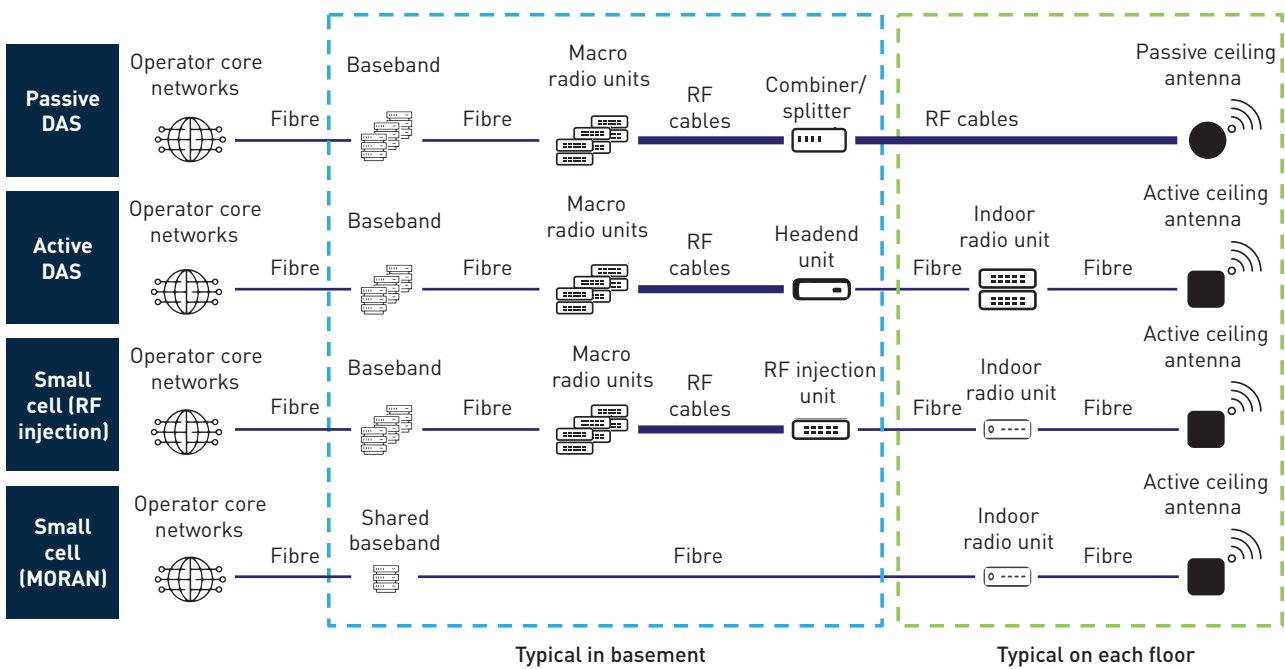 Passive
DAS
Operator core
networks
Fibre
Baseband
Fibre
Macro
radio units
RF
cables
Combiner/
splitter
RF cables
Passive ceiling
antenna
Active
DAS
Operator core
networks
Fibre
Baseband
Fibre
Macro
radio units
RF
cables
Headend
unit
Fibre
Indoor
radio unit
Fibre
Active ceiling
antenna
Small
cell (RF
injection)
Operator core
networks
Fibre
Baseband
Fibre
Macro
radio units
RF
cables
RF injection
unit
Fibre
Indoor
radio unit
Fibre
Active ceiling
antenna
Small
cell
(MORAN)
Operator core
networks
Fibre
Shared
baseband
Fibre
Indoor
radio unit
Fibre
Active ceiling
antenna
Typical in basement
Typical on each floor